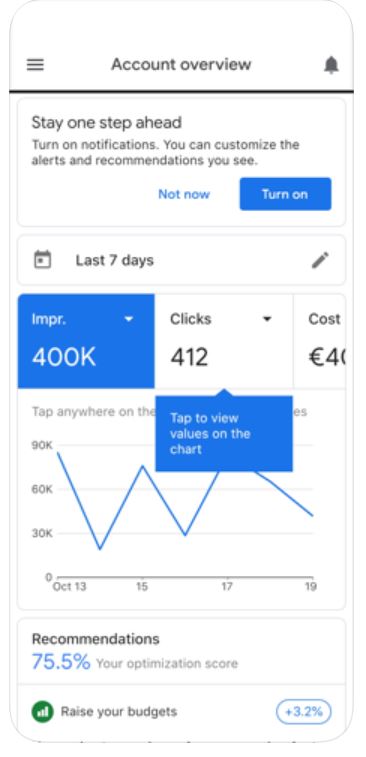 Account overview
Stay one step ahead
Turn on notifications. You can customize the
alerts and recommendations you see.
Not now
Turn on
Last 7 days
Impr.
Clicks
Cost
400K
412
€40
Tap anywhere on the
es
Tap to view
values on the
chart
90K
60K
30K
0
Oct 13
15
17
19
Recommendations
75.5% Your optimization score
Raise your budgets
+3.2%